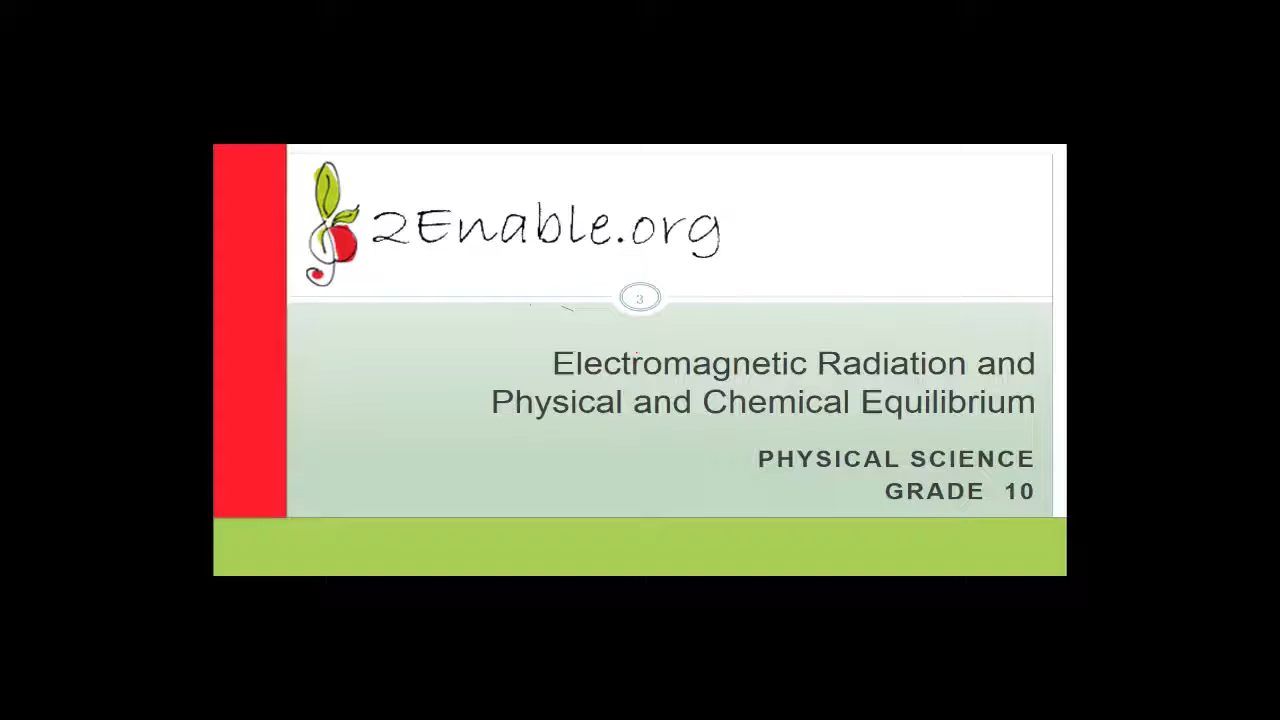 2Enable.org
3
Electromagnetic Radiation and
Physical and Chemical Equilibrium
PHYSICAL SCIENCE
GRADE 10